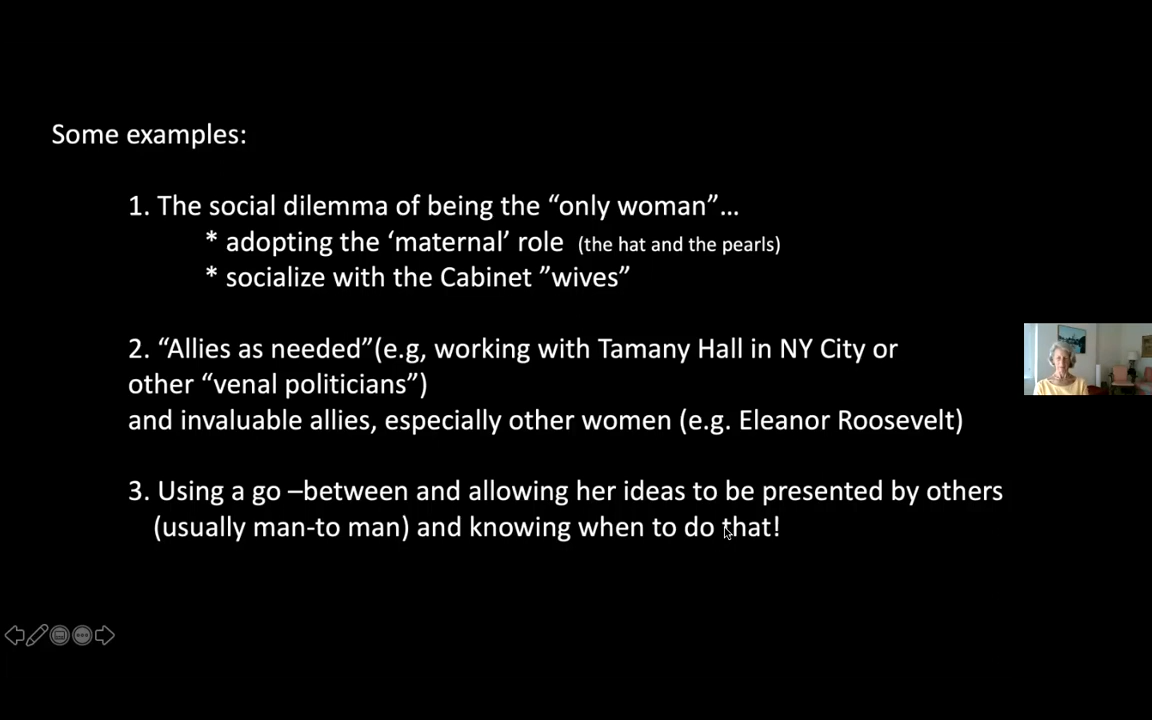 Some examples:
1. The social dilemma of being the “only woman”…
* adopting the ‘maternal’ role (the hat and the pearls)
* socialize with the Cabinet ”wives”
2. “Allies as needed”(e.g, working with Tamany Hall in NY City or
other “venal politicians”)
and invaluable allies, especially other women (e.g. Eleanor Roosevelt)
3. Using a go –between and allowing her ideas to be presented by others
(usually man-to man) and knowing when to do that!